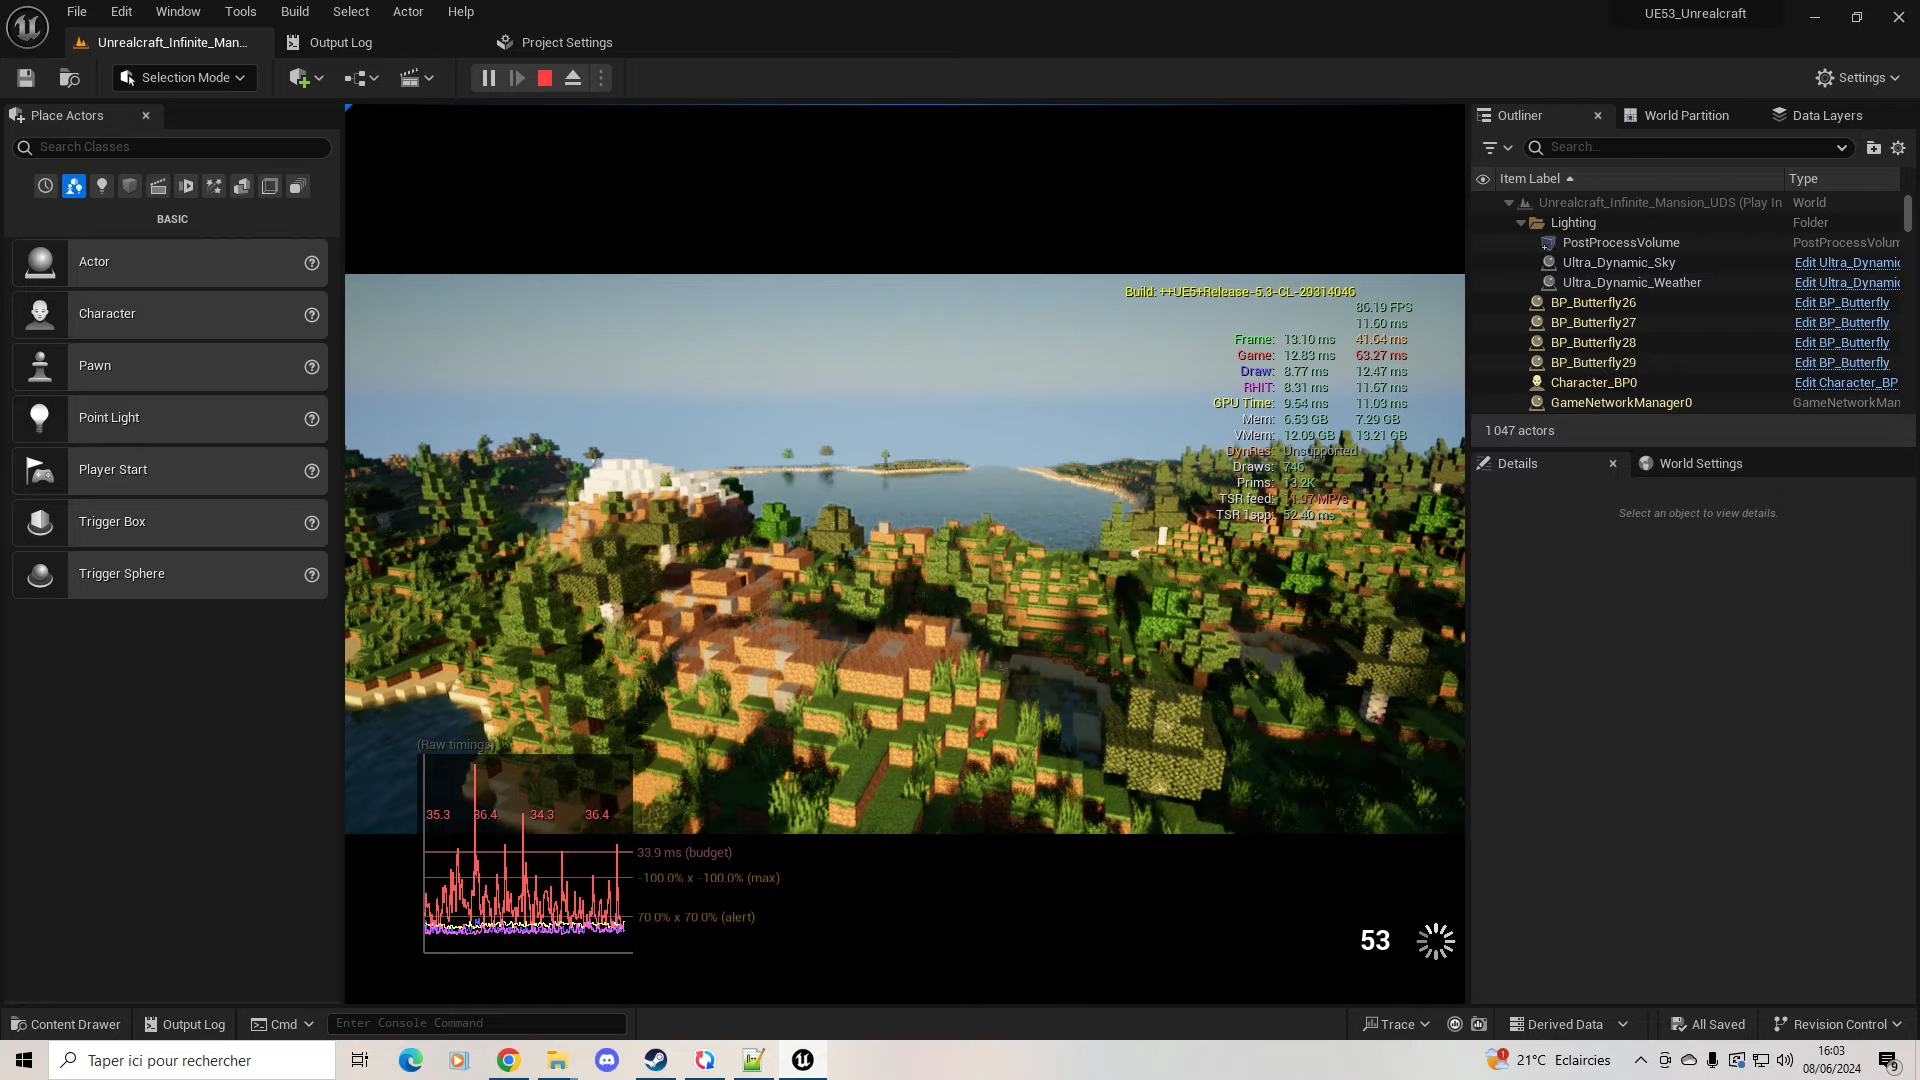 File Edit Window Tools Build Select Actor Help
UE53_Unrealcraft
Unrealcraft_Infinite_Man...
Output Log
Project Settings
Selection Mode
Settings
Place Actors
Search Classes
BASIC
Actor
Character
Pawn
Point Light
Player Start
Trigger Box
Trigger Sphere
Build: ++UE5+Release-5.3-CL-29314046
86.19 FPS
11.60 ms
Frame: 13.10 ms 41.64 ms
Game: 12.83 ms 63.27 ms
Draw: 8.77 ms 12.47 ms
RHIT: 8.31 ms 11.67 ms
GPU Time: 9.54 ms 11.03 ms
Mem: 6.53 GB 7.29 GB
VMem: 12.09 GB 13.21 GB
DynRes: Unsupported
Draws: 746
Prims: 13.2K
TSR feed: 11.97 MP/s
TSR 1spp: 52.40 ms
(Raw timings)
35.3 36.4 34.3 36.4
33.9 ms (budget)
-100.0% x -100.0% (max)
70.0% x 70.0% (alert)
53
Outliner
World Partition
Data Layers
Search...
Item Label Type
Unrealcraft_Infinite_Mansion_UDS (Play In World
Lighting Folder
PostProcessVolume PostProcessVolum
Ultra_Dynamic_Sky Edit Ultra_Dynamic
Ultra_Dynamic_Weather Edit Ultra_Dynamic
BP_Butterfly26 Edit BP_Butterfly
BP_Butterfly27 Edit BP_Butterfly
BP_Butterfly28 Edit BP_Butterfly
BP_Butterfly29 Edit BP_Butterfly
Character_BP0 Edit Character_BP
GameNetworkManager0 GameNetworkMan
1 047 actors
Details
World Settings
Select an object to view details.
Content Drawer
Output Log
Cmd
Enter Console Command
Trace
Derived Data
All Saved
Revision Control
Taper ici pour rechercher
1
21°C Eclaircies
16:03
08/06/2024
9